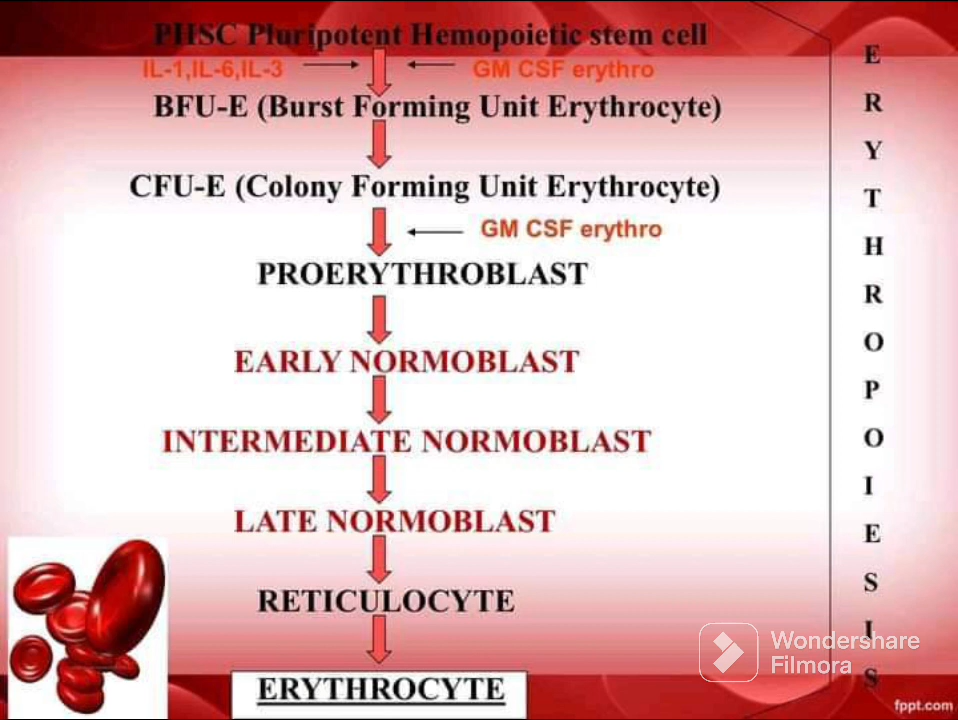 PHSC Pluripotent Hemopoietic stem cell
IL-1,IL-6,IL-3
GM CSF erythro
BFU-E (Burst Forming Unit Erythrocyte)
CFU-E (Colony Forming Unit Erythrocyte)
GM CSF erythro
PROERYTHROBLAST
EARLY NORMOBLAST
INTERMEDIATE NORMOBLAST
LATE NORMOBLAST
RETICULOCYTE
ERYTHROCYTE
E
R
Y
T
H
R
O
P
O
I
E
S
I
S
Wondershare
Filmora
fppt.com